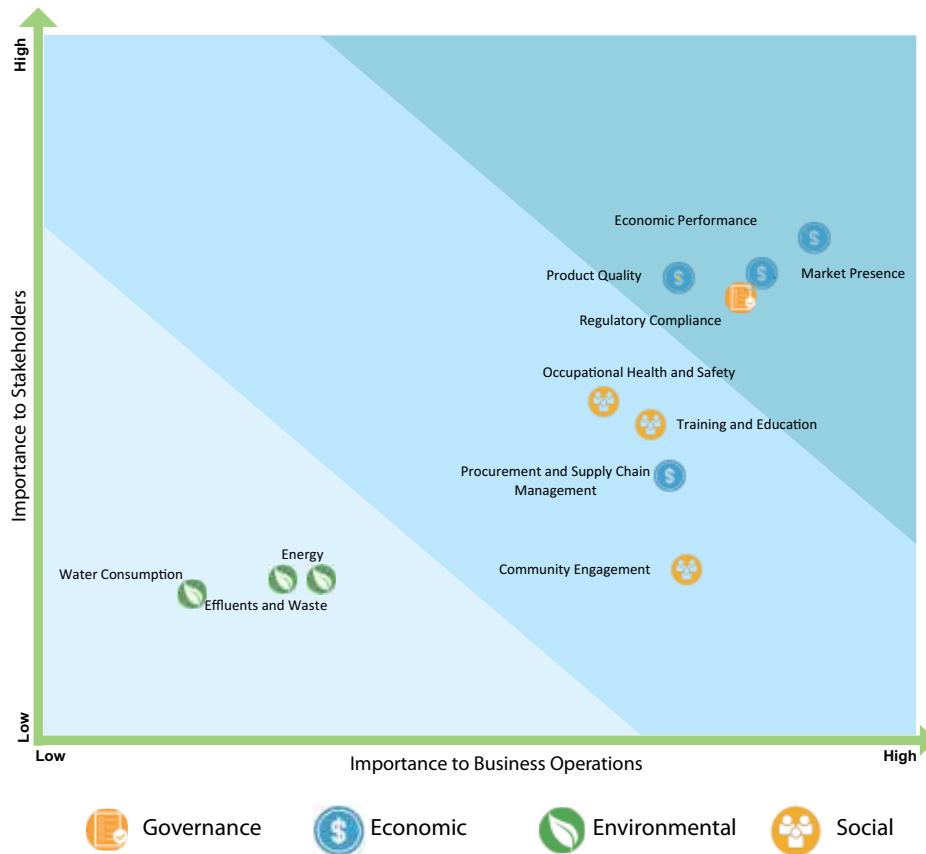 High
Importance to Stakeholders
Economic Performance
Product Quality
Market Presence
Regulatory Compliance
Occupational Health and Safety
Training and Education
Procurement and Supply Chain
Management
Energy
Water Consumption
Community Engagement
Effluents and Waste
Low
Low
High
Importance to Business Operations
Governance
Economic
Environmental
Social